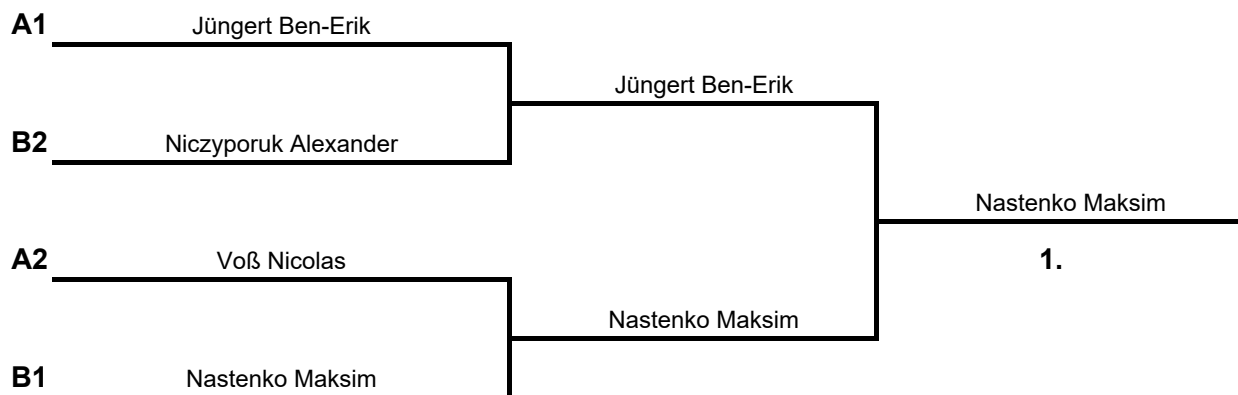 A1 Jüngert Ben-Erik
Jüngert Ben-Erik
B2 Niczyporuk Alexander
Nastenko Maksim
A2 Voß Nicolas
1.
Nastenko Maksim
B1 Nastenko Maksim